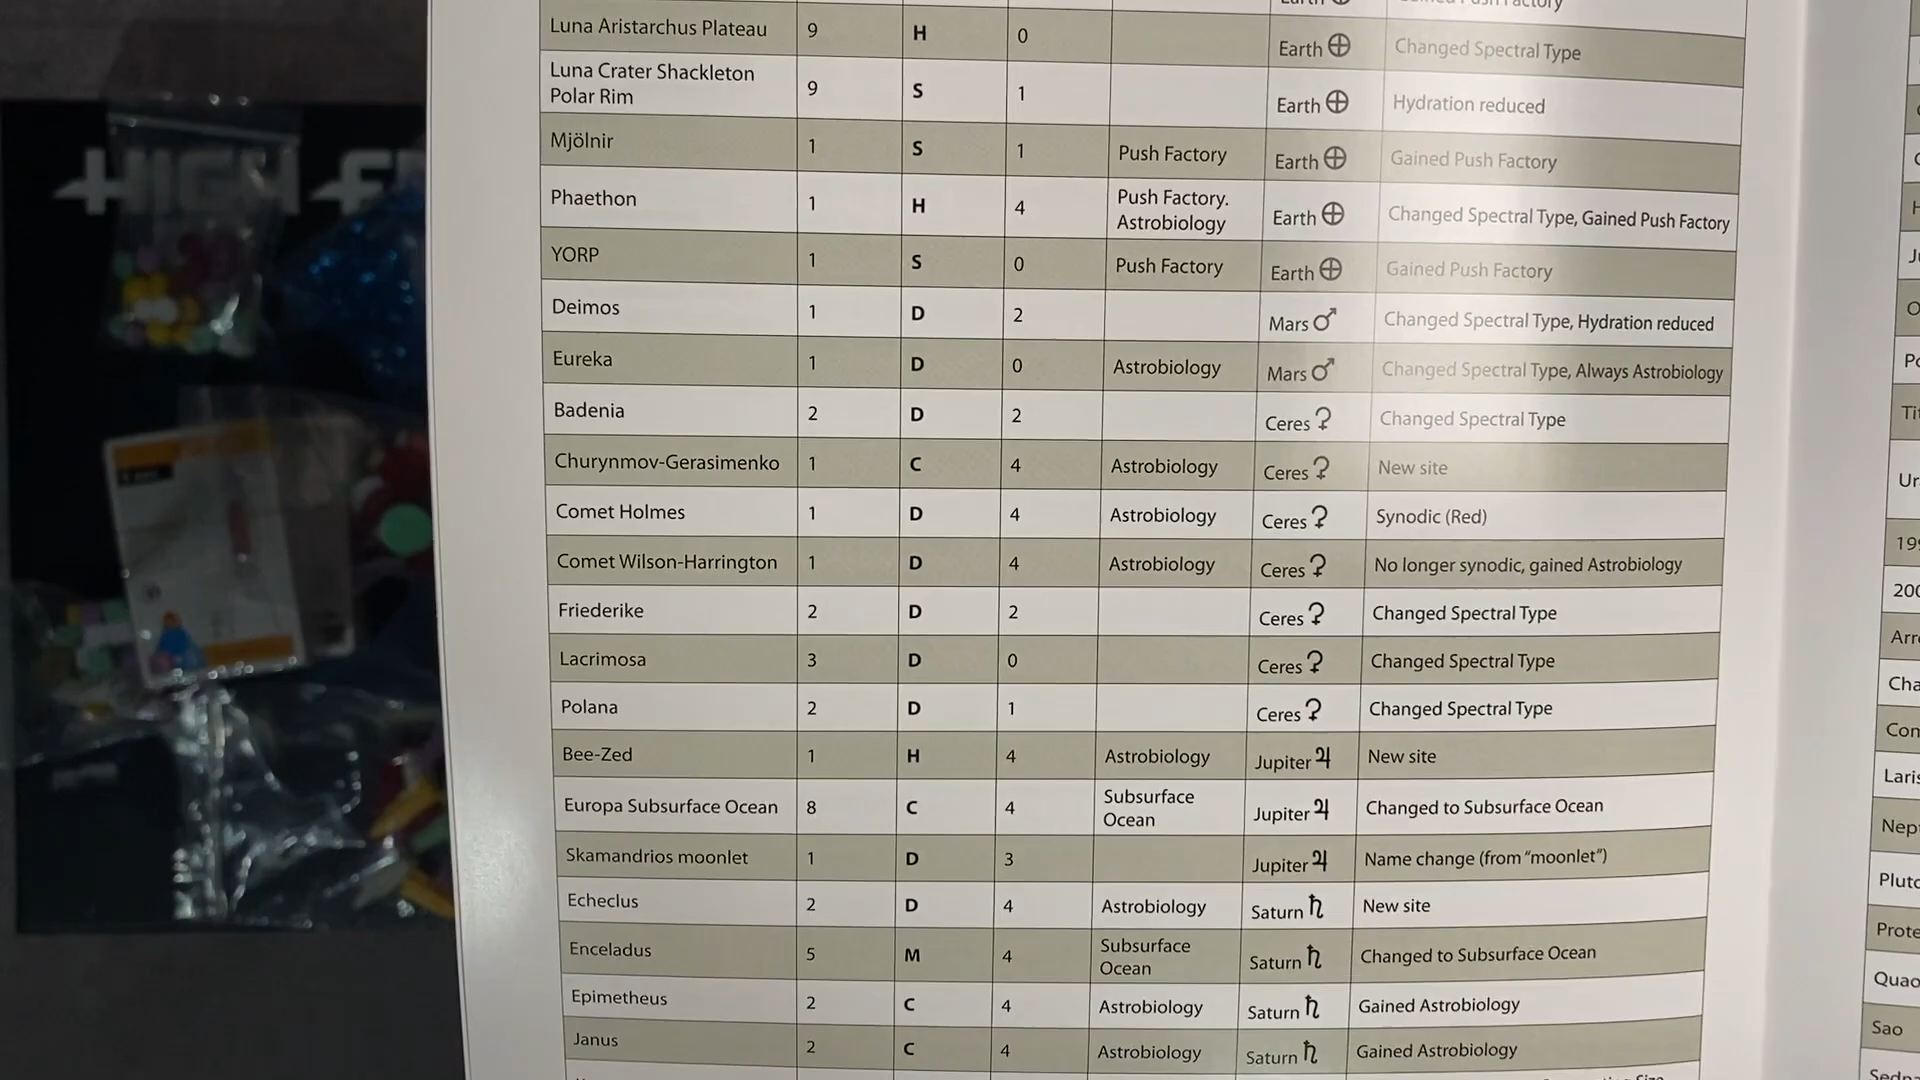 Luna Aristarchus Plateau 9 H 0 Earth ⊕ Changed Spectral Type
Luna Crater Shackleton
Polar Rim 9 S 1 Earth ⊕ Hydration reduced
Mjölnir 1 S 1 Push Factory Earth ⊕ Gained Push Factory
Phaethon 1 H 4 Push Factory.
Astrobiology Earth ⊕ Changed Spectral Type, Gained Push Factory
YORP 1 S 0 Push Factory Earth ⊕ Gained Push Factory
Deimos 1 D 2 Mars ♂ Changed Spectral Type, Hydration reduced
Eureka 1 D 0 Astrobiology Mars ♂ Changed Spectral Type, Always Astrobiology
Badenia 2 D 2 Ceres ⚳ Changed Spectral Type
Churynmov-Gerasimenko 1 C 4 Astrobiology Ceres ⚳ New site
Comet Holmes 1 D 4 Astrobiology Ceres ⚳ Synodic (Red)
Comet Wilson-Harrington 1 D 4 Astrobiology Ceres ⚳ No longer synodic, gained Astrobiology
Friederike 2 D 2 Ceres ⚳ Changed Spectral Type
Lacrimosa 3 D 0 Ceres ⚳ Changed Spectral Type
Polana 2 D 1 Ceres ⚳ Changed Spectral Type
Bee-Zed 1 H 4 Astrobiology Jupiter ♃ New site
Europa Subsurface Ocean 8 C 4 Subsurface
Ocean Jupiter ♃ Changed to Subsurface Ocean
Skamandrios moonlet 1 D 3 Jupiter ♃ Name change (from “moonlet”)
Echeclus 2 D 4 Astrobiology Saturn ♄ New site
Enceladus 5 M 4 Subsurface
Ocean Saturn ♄ Changed to Subsurface Ocean
Epimetheus 2 C 4 Astrobiology Saturn ♄ Gained Astrobiology
Janus 2 C 4 Astrobiology Saturn ♄ Gained Astrobiology
HIGH
Sao